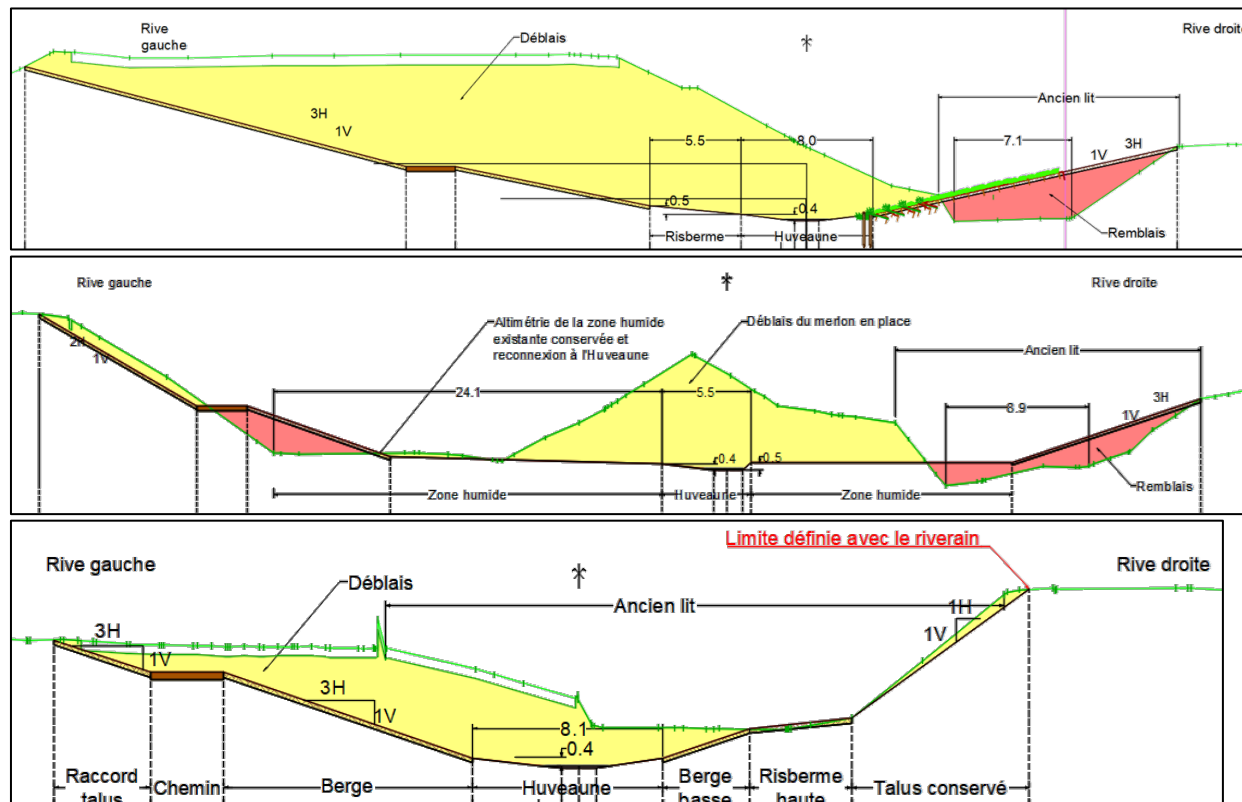 Rive
gauche
Déblais
Rive droite
Ancien lit
3H
1V
5.5
8.0
7.1
1V
3H
0.5
0.4
Risberme
Huveaune
Remblais
Rive gauche
Rive droite
Altimétrie de la zone humide
existante conservée et
reconnexion à l'Huveaune
Déblais du merlon en place
2H
1V
Ancien lit
24.1
5.5
8.9
3H
1V
0.4
0.5
Zone humide
Huveaune
Zone humide
Remblais
Limite définie avec le riverain
Rive gauche
Rive droite
Déblais
Ancien lit
3H
1V
1H
1V
3H
1V
8.1
0.4
Raccord
talus
Chemin
Berge
Huveaune
Berge
basse
Risberme
haute
Talus conservé